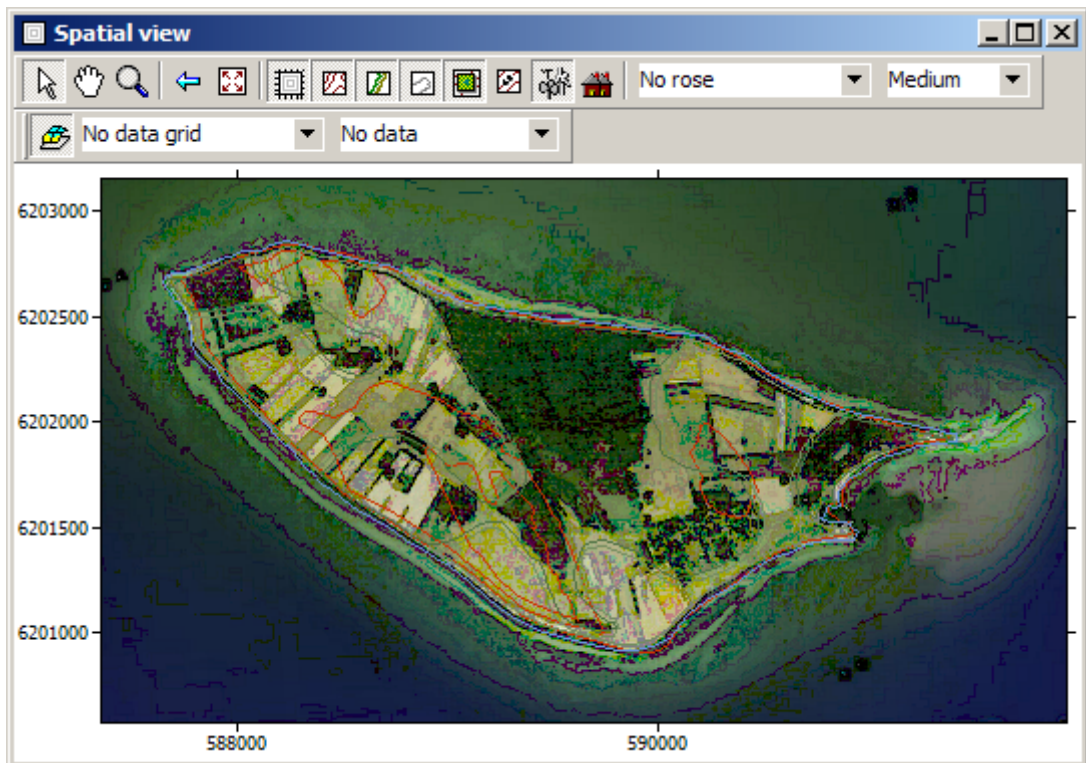 Spatial view
No rose
Medium
No data grid
No data
6203000
6202500
6202000
6201500
6201000
588000
590000